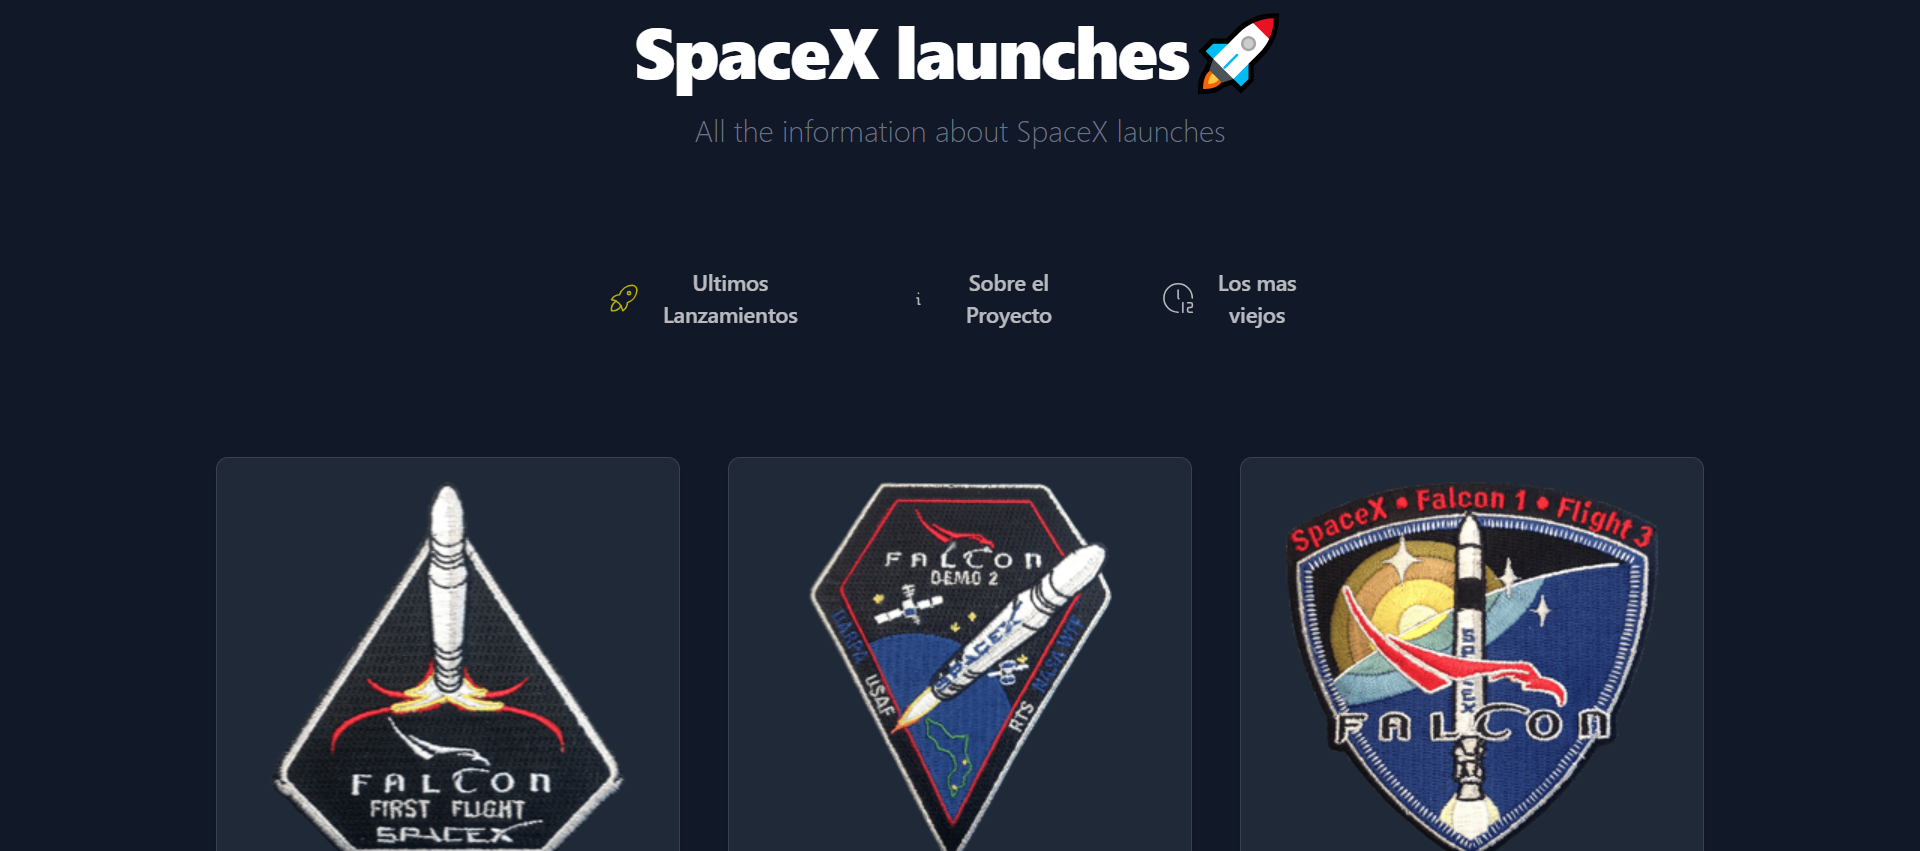 SpaceX launches
All the information about SpaceX launches
Ultimos
Lanzamientos
i
Sobre el
Proyecto
12
Los mas
viejos
FALCON
FIRST FLIGHT
SPACEX
FALCON
DEMO 2
SPACEX
DARPA USAF
RTS NASA WFF
SpaceX • Falcon 1 • Flight 3
SPACEX
FALCON